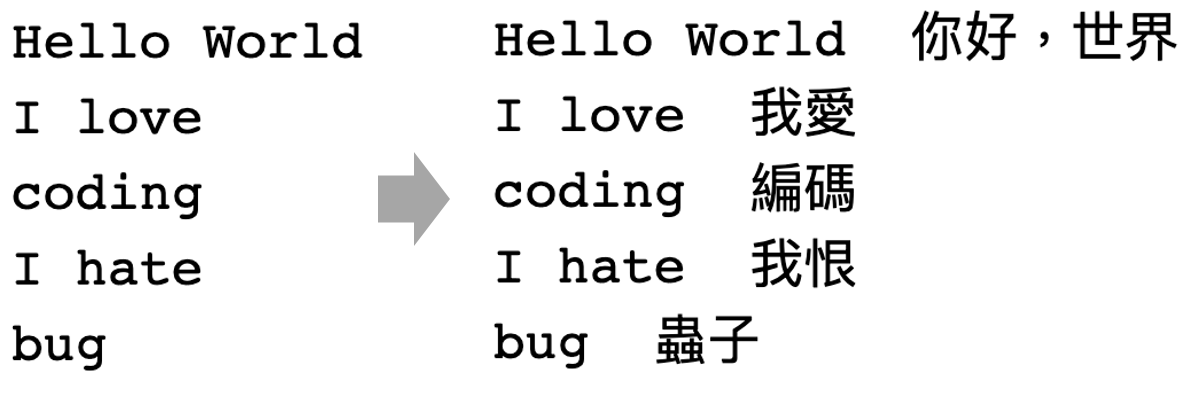 Hello World
I love
coding
I hate
bug
Hello World 你好，世界
I love 我愛
coding 編碼
I hate 我恨
bug 蟲子